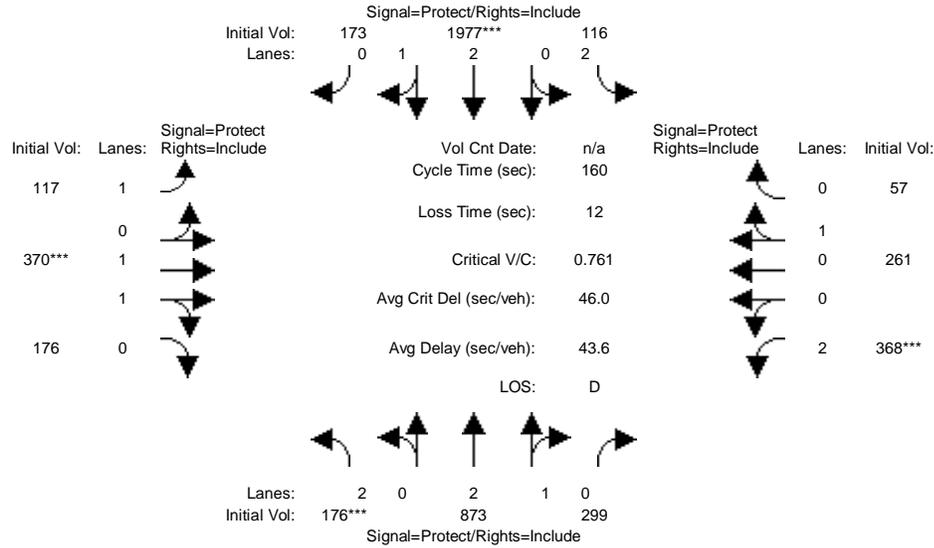 Signal=Protect/Rights=Include
Initial Vol: 173 1977*** 116
Lanes: 0 1 2 0 2
Signal=Protect
Rights=Include
Signal=Protect
Rights=Include
Initial Vol: Lanes:
Vol Cnt Date: n/a
Lanes: Initial Vol:
Cycle Time (sec): 160
117 1
0 57
Loss Time (sec): 12
0
1
370*** 1
Critical V/C: 0.761
0 261
1
Avg Crit Del (sec/veh): 46.0
0
176 0
Avg Delay (sec/veh): 43.6
2 368***
LOS: D
Lanes: 2 0 2 1 0
Initial Vol: 176*** 873 299
Signal=Protect/Rights=Include